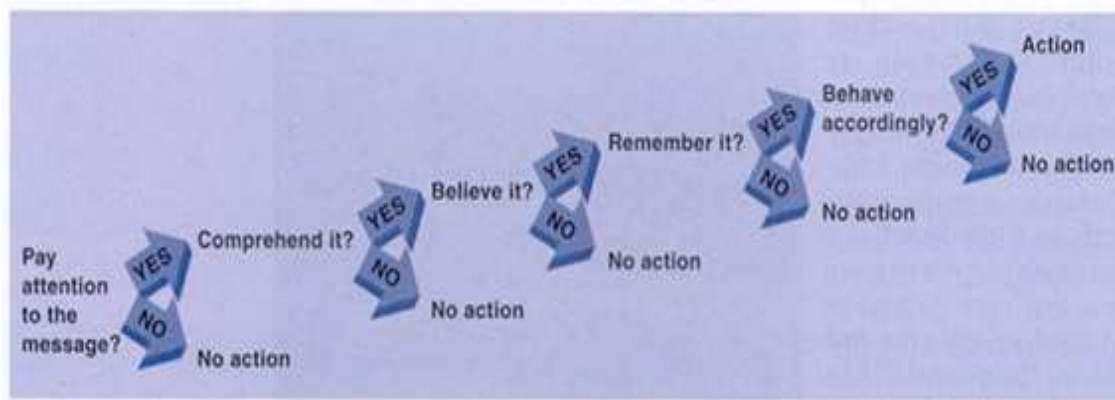 Pay
attention
to the
message?
YES
NO
Comprehend it?
No action
YES
NO
Believe it?
No action
YES
NO
Remember it?
No action
YES
NO
Behave
accordingly?
No action
YES
NO
Action
No action